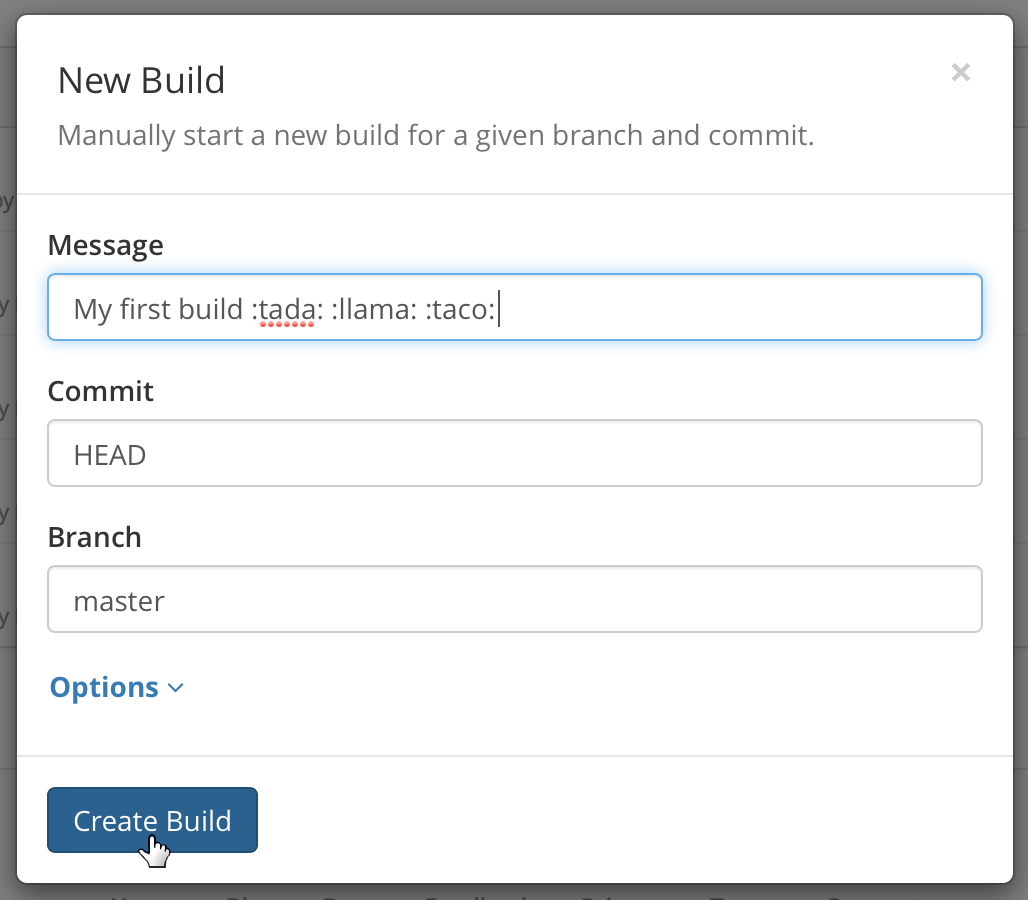 New Build
×
Manually start a new build for a given branch and commit.
Message
My first build :tada: :llama: :taco:
Commit
HEAD
Branch
master
Options
Create Build